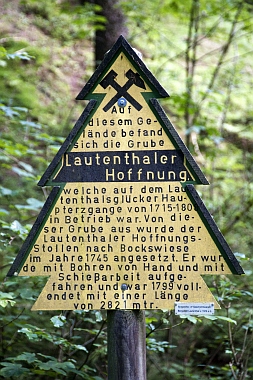 Auf
diesem Ge-
lände befand
sich die Grube
Lautenthaler
Hoffnung,
welche auf dem Lau-
tenthalsglücker Hau-
pterzgange von 1715-180
in Betrieb war. Von die-
ser Grube aus wurde der
Lautenthaler Hoffnungs-
Stollen nach Bockswiese
im Jahre 1745 angesetzt. Er wur
de mit Bohren von Hand und mit
Schießarbeit aufge-
fahren und war 1799 voll-
endet mit einer Länge
von 2821 mtr.